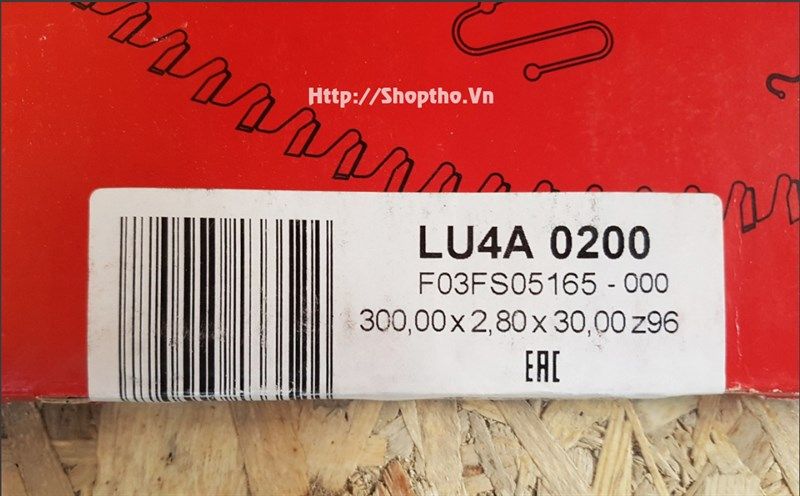 Http://Shoptho.Vn
LU4A 0200
F03FS05165 - 000
300,00 x 2,80 x 30,00 z96
EAC